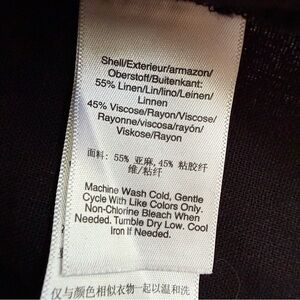 Shell/Exterieur/armazon/
Oberstoff/Buitenkant:
55% Linen/Lin/lino/Leinen/
Linnen
45% Viscose/Rayon/Viscose/
Rayonne/viscosa/rayón/
Viskose/Rayon
面料: 55% 亚麻, 45% 粘胶纤
维/粘纤
Machine Wash Cold, Gentle
Cycle With Like Colors Only.
Non-Chlorine Bleach When
Needed. Tumble Dry Low. Cool
Iron If Needed.
仅与颜色相似衣物一起以温和洗